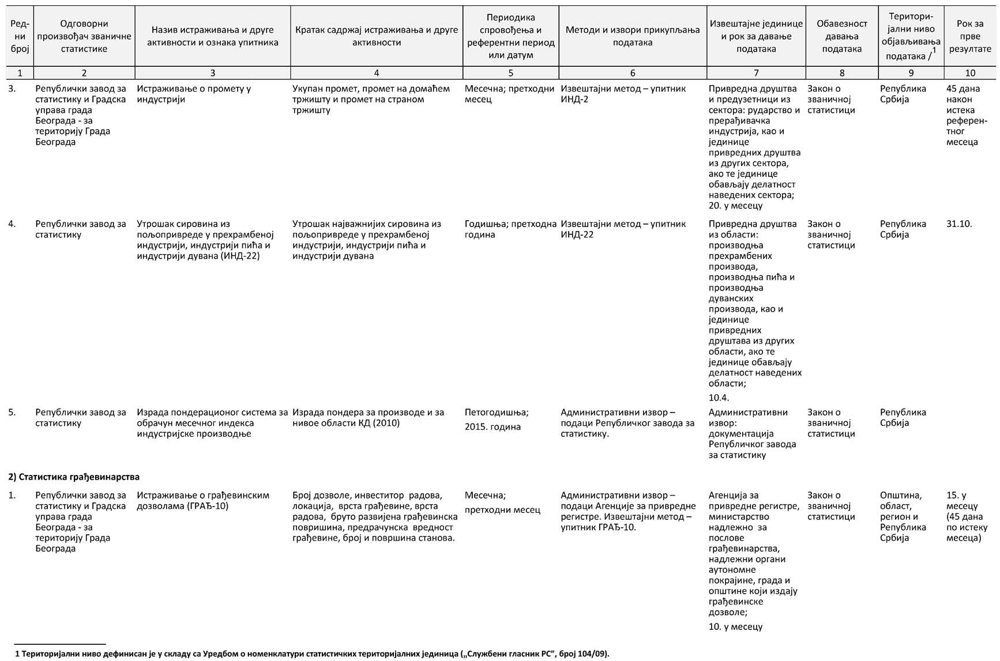 Ред-
ни
број
Одговорни
произвођач званичне
статистике
Назив истраживања и друге
активности и ознака упитника
Кратак садржај истраживања и друге
активности
Периодика
спровођења и
референтни период
или датум
Методи и извори прикупљања
података
Извештајне јединице
и рок за давање
података
Обавезност
давања
података
Територи-
јални ниво
објављивања
података /1
Рок за
прве
резултате
1 2 3 4 5 6 7 8 9 10
3.
Републички завод за
статистику и Градска
управа града
Београда - за
територију Града
Београда
Истраживање о промету у
индустрији
Укупан промет, промет на домаћем
тржишту и промет на страном
тржишту
Месечна; претходни
месец
Извештајни метод – упитник
ИНД-2
Привредна друштва
и предузетници из
сектора: рударство и
прерађивачка
индустрија, као и
јединице
привредних друштва
из других сектора,
ако те јединице
обављају делатност
наведених сектора;
20. у месецу
Закон о
званичној
статистици
Република
Србија
45 дана
након
истека
референ-
тног
месеца
4.
Републички завод за
статистику
Утрошак сировина из
пољопривреде у прехрамбеној
индустрији, индустрији пића и
индустрији дувана (ИНД-22)
Утрошак најважнијих сировина из
пољопривреде у прехрамбеној
индустрији, индустрији пића и
индустрији дувана
Годишња; претходна
година
Извештајни метод – упитник
ИНД-22
Привредна друштва
из области:
производња
прехрамбених
производа,
производња пића и
производња
дуванских
производа, као и
јединице
привредних
друштава из других
области, ако те
јединице обављају
делатност наведених
области;
10.4.
Закон о
званичној
статистици
Република
Србија
31.10.
5.
Републички завод за
статистику
Израда пондерационог система за
обрачун месечног индекса
индустријске производње
Израда пондера за производе и за
нивое области КД (2010)
Петогодишња;
2015. година
Административни извор –
подаци Републичког завода за
статистику.
Административни
извор:
документација
Републичког завода
за статистику
Закон о
званичној
статистици
Република
Србија
2) Статистика грађевинарства
1.
Републички завод за
статистику и Градска
управа града
Београда - за
територију Града
Београда
Истраживање о грађевинским
дозволама (ГРАЂ-10)
Број дозволе, инвеститор радова,
локација, врста грађевине, врста
радова, бруто развијена грађевинска
повришина, предрачунска вредност
грађевине, број и површина станова.
Месечна;
претходни месец
Административни извор –
подаци Агенције за привредне
регистре. Извештајни метод –
упитник ГРАЂ-10.
Агенција за
привредне регистре,
министарство
надлежно за
послове
грађевинарства,
надлежни органи
аутономне
покрајине, града и
општине који издају
грађевинске
дозволе;
10. у месецу
Закон о
званичној
статистици
Општина,
област,
регион и
Република
Србија
15. у
месецу
(45 дана
по истеку
месеца)
1 Територијални ниво дефинисан је у складу са Уредбом о номенклатури статистичких територијалних јединица („Службени гласник РС”, број 104/09).